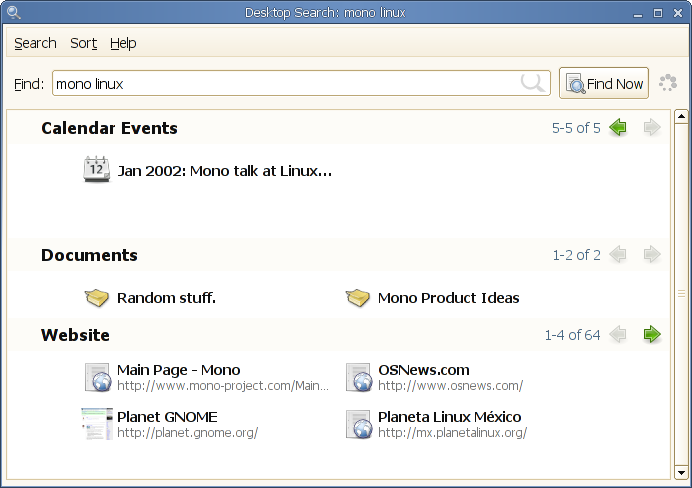 Desktop Search: mono linux
Search Sort Help
Find: mono linux Find Now
Calendar Events 5-5 of 5
12 Jan 2002: Mono talk at Linux...
Documents 1-2 of 2
Random stuff. Mono Product Ideas
Website 1-4 of 64
Main Page - Mono OSNews.com
http://www.mono-project.com/Main... http://www.osnews.com/
Planet GNOME Planeta Linux México
http://planet.gnome.org/ http://mx.planetalinux.org/